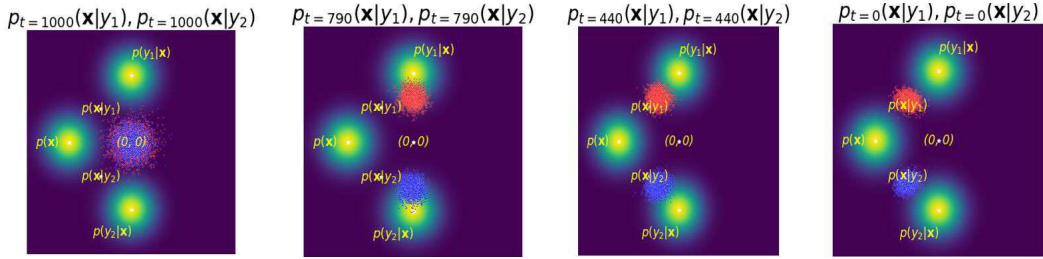 p_{t=1000}(x|y_1), p_{t=1000}(x|y_2)
p(y_1|x)
p(x|y_1)
p(x)
(0, 0)
p(x|y_2)
p(y_2|x)
p_{t=790}(x|y_1), p_{t=790}(x|y_2)
p(y_1|x)
p(x|y_1)
p(x)
(0, 0)
p(x|y_2)
p(y_2|x)
p_{t=440}(x|y_1), p_{t=440}(x|y_2)
p(y_1|x)
p(x|y_1)
p(x)
(0, 0)
p(x|y_2)
p(y_2|x)
p_{t=0}(x|y_1), p_{t=0}(x|y_2)
p(y_1|x)
p(x|y_1)
p(x)
(0, 0)
p(x|y_2)
p(y_2|x)